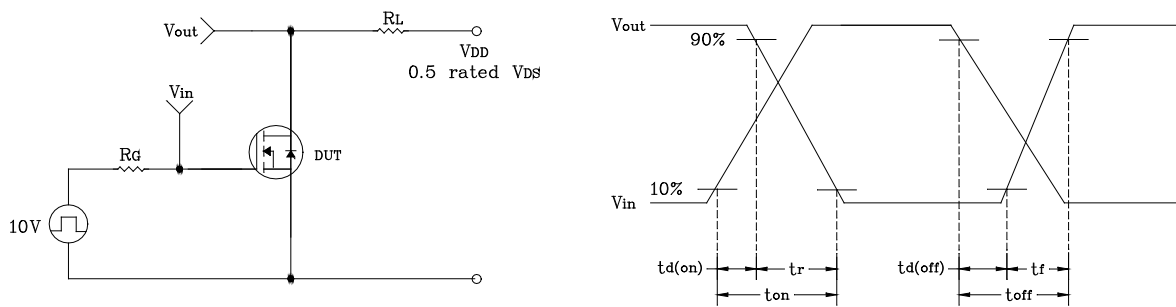 Vout
RL
VDD
0.5 rated VDS
Vin
RG
DUT
10V
Vout
90%
10%
Vin
td(on)
tr
td(off)
tf
ton
toff